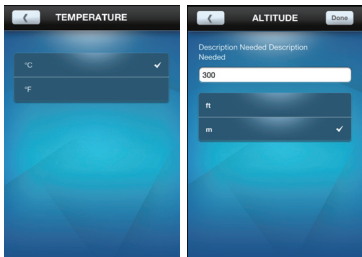 TEMPERATURE
°C
°F
ALTITUDE
Done
Description Needed Description
Needed
300
ft
m